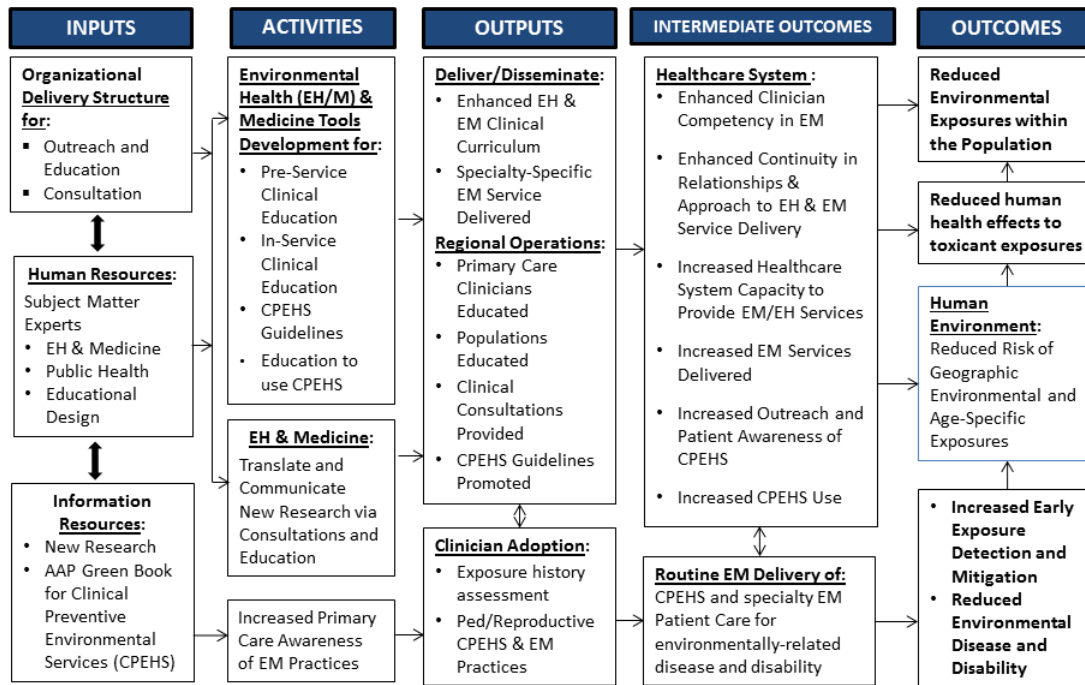 INPUTS
Organizational
Delivery Structure
for:
▪ Outreach and
Education
▪ Consultation
Human Resources:
Subject Matter
Experts
• EH & Medicine
• Public Health
• Educational
Design
Information
Resources:
• New Research
• AAP Green Book
for Clinical
Preventive
Environmental
Services (CPEHS)
ACTIVITIES
Environmental
Health (EH/M) &
Medicine Tools
Development for:
• Pre-Service
Clinical
Education
• In-Service
Clinical
Education
• CPEHS
Guidelines
• Education to
use CPEHS
EH & Medicine:
Translate and
Communicate
New Research via
Consultations and
Education
Increased Primary
Care Awareness
of EM Practices
OUTPUTS
Deliver/Disseminate:
• Enhanced EH &
EM Clinical
Curriculum
• Specialty-Specific
EM Service
Delivered
Regional Operations:
• Primary Care
Clinicians
Educated
• Populations
Educated
• Clinical
Consultations
Provided
• CPEHS Guidelines
Promoted
Clinician Adoption:
• Exposure history
assessment
• Ped/Reproductive
CPEHS & EM
Practices
INTERMEDIATE OUTCOMES
Healthcare System :
• Enhanced Clinician
Competency in EM
• Enhanced Continuity in
Relationships &
Approach to EH & EM
Service Delivery
• Increased Healthcare
System Capacity to
Provide EM/EH Services
• Increased EM Services
Delivered
• Increased Outreach and
Patient Awareness of
CPEHS
• Increased CPEHS Use
Routine EM Delivery of:
CPEHS and specialty EM
Patient Care for
environmentally-related
disease and disability
OUTCOMES
Reduced
Environmental
Exposures within
the Population
Reduced human
health effects to
toxicant exposures
Human
Environment:
Reduced Risk of
Geographic
Environmental and
Age-Specific
Exposures
• Increased Early
Exposure
Detection and
Mitigation
• Reduced
Environmental
Disease and
Disability